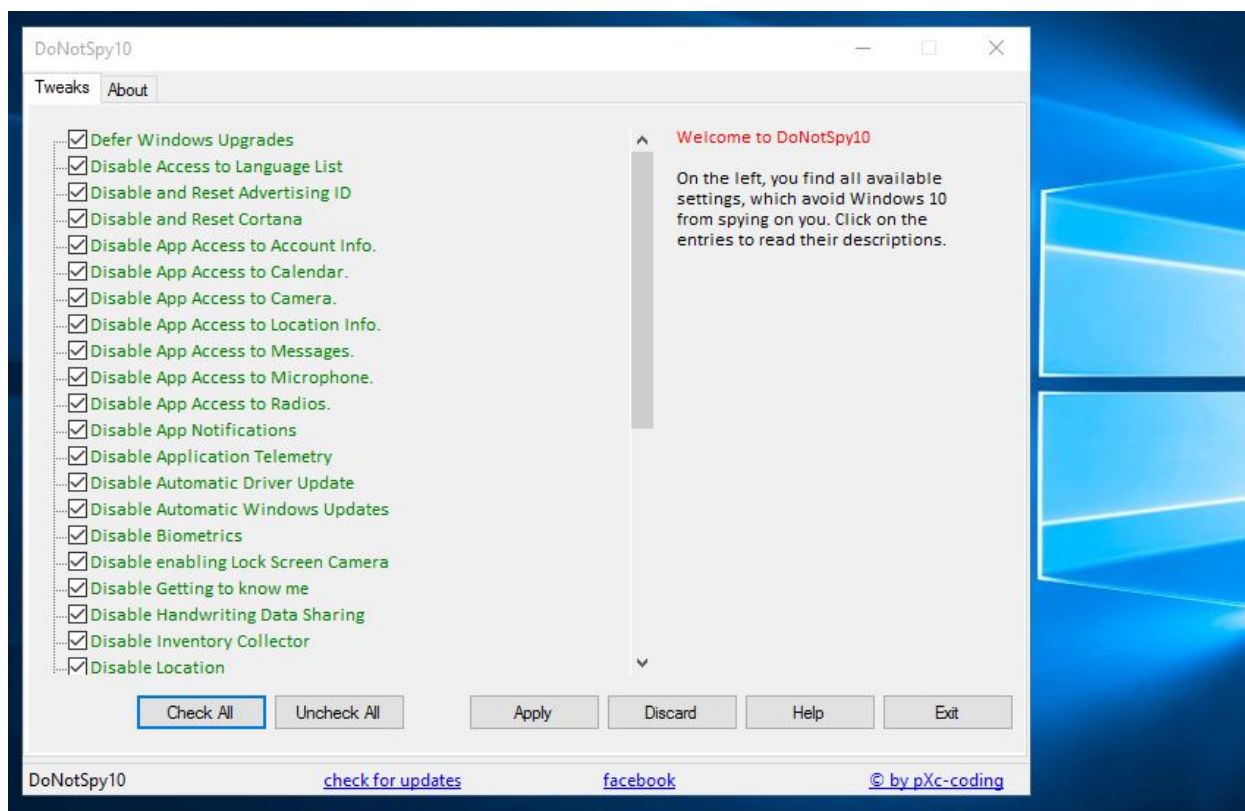 DoNotSpy10
Tweaks About
Defer Windows Upgrades
Disable Access to Language List
Disable and Reset Advertising ID
Disable and Reset Cortana
Disable App Access to Account Info.
Disable App Access to Calendar.
Disable App Access to Camera.
Disable App Access to Location Info.
Disable App Access to Messages.
Disable App Access to Microphone.
Disable App Access to Radios.
Disable App Notifications
Disable Application Telemetry
Disable Automatic Driver Update
Disable Automatic Windows Updates
Disable Biometrics
Disable enabling Lock Screen Camera
Disable Getting to know me
Disable Handwriting Data Sharing
Disable Inventory Collector
Disable Location
Welcome to DoNotSpy10
On the left, you find all available
settings, which avoid Windows 10
from spying on you. Click on the
entries to read their descriptions.
Check All Uncheck All Apply Discard Help Exit
DoNotSpy10 check for updates facebook © by pXc-coding